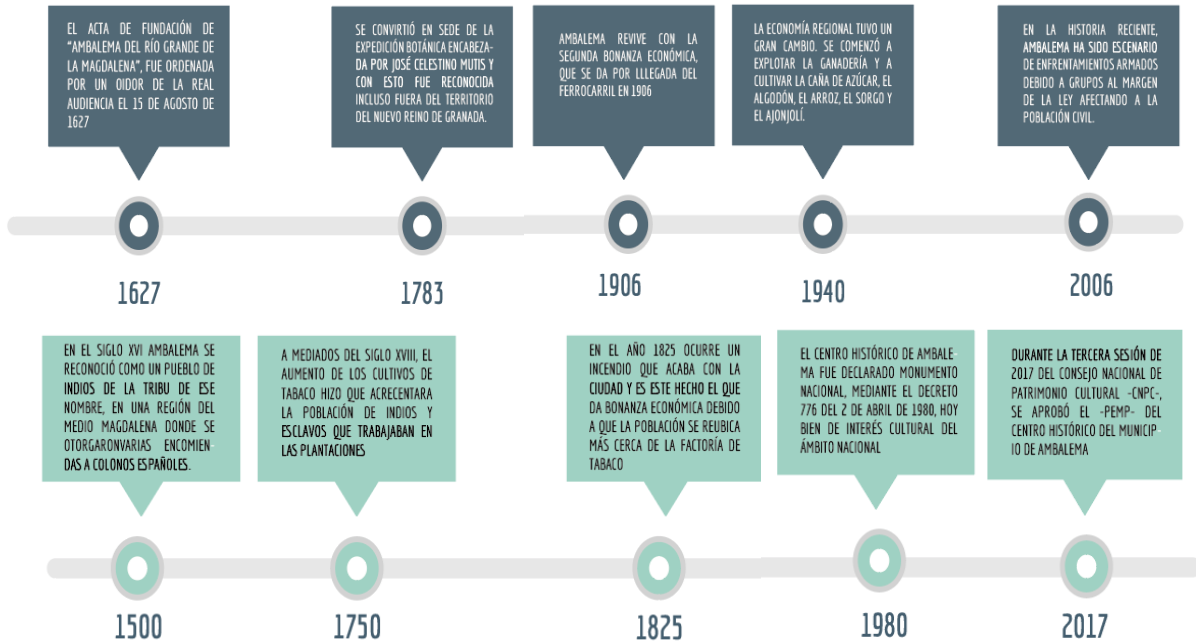 EL ACTA DE FUNDACIÓN DE
"AMBALEMA DEL RÍO GRANDE DE
LA MAGDALENA", FUE ORDENADA
POR UN OIDOR DE LA REAL
AUDIENCIA EL 15 DE AGOSTO DE
1627
SE CONVIRTIÓ EN SEDE DE LA
EXPEDICIÓN BOTÁNICA ENCABEZA-
DA POR JOSÉ CELESTINO MUTIS Y
CON ESTO FUE RECONOCIDA
INCLUSO FUERA DEL TERRITORIO
DEL NUEVO REINO DE GRANADA.
AMBALEMA REVIVE CON LA
SEGUNDA BONANZA ECONÓMICA,
QUE SE DA POR LLLEGADA DEL
FERROCARRIL EN 1906
LA ECONOMÍA REGIONAL TUVO UN
GRAN CAMBIO. SE COMENZÓ A
EXPLOTAR LA GANADERÍA Y A
CULTIVAR LA CAÑA DE AZÚCAR, EL
ALGODÓN, EL ARROZ, EL SORGO Y
EL AJONJOLÍ.
EN LA HISTORIA RECIENTE,
AMBALEMA HA SIDO ESCENARIO
DE ENFRENTAMIENTOS ARMADOS
DEBIDO A GRUPOS AL MARGEN
DE LA LEY AFECTANDO A LA
POBLACIÓN CIVIL.
1627
1783
1906
1940
2006
EN EL SIGLO XVI AMBALEMA SE
RECONOCIÓ COMO UN PUEBLO DE
INDIOS DE LA TRIBU DE ESE
NOMBRE, EN UNA REGIÓN DEL
MEDIO MAGDALENA DONDE SE
OTORGARONVARIAS ENCOMIEN-
DAS A COLONOS ESPAÑOLES.
A MEDIADOS DEL SIGLO XVIII, EL
AUMENTO DE LOS CULTIVOS DE
TABACO HIZO QUE ACRECENTARA
LA POBLACIÓN DE INDIOS Y
ESCLAVOS QUE TRABAJABAN EN
LAS PLANTACIONES
EN EL AÑO 1825 OCURRE UN
INCENDIO QUE ACABA CON LA
CIUDAD Y ES ESTE HECHO EL QUE
DA BONANZA ECONÓMICA DEBIDO
A QUE LA POBLACIÓN SE REUBICA
MÁS CERCA DE LA FACTORÍA DE
TABACO
EL CENTRO HISTÓRICO DE AMBALE-
MA FUE DECLARADO MONUMENTO
NACIONAL, MEDIANTE EL DECRETO
776 DEL 2 DE ABRIL DE 1980, HOY
BIEN DE INTERÉS CULTURAL DEL
ÁMBITO NACIONAL
DURANTE LA TERCERA SESIÓN DE
2017 DEL CONSEJO NACIONAL DE
PATRIMONIO CULTURAL -CNPC-,
SE APROBÓ EL -PEMP- DEL
CENTRO HISTÓRICO DEL MUNICIP-
IO DE AMBALEMA
1500
1750
1825
1980
2017